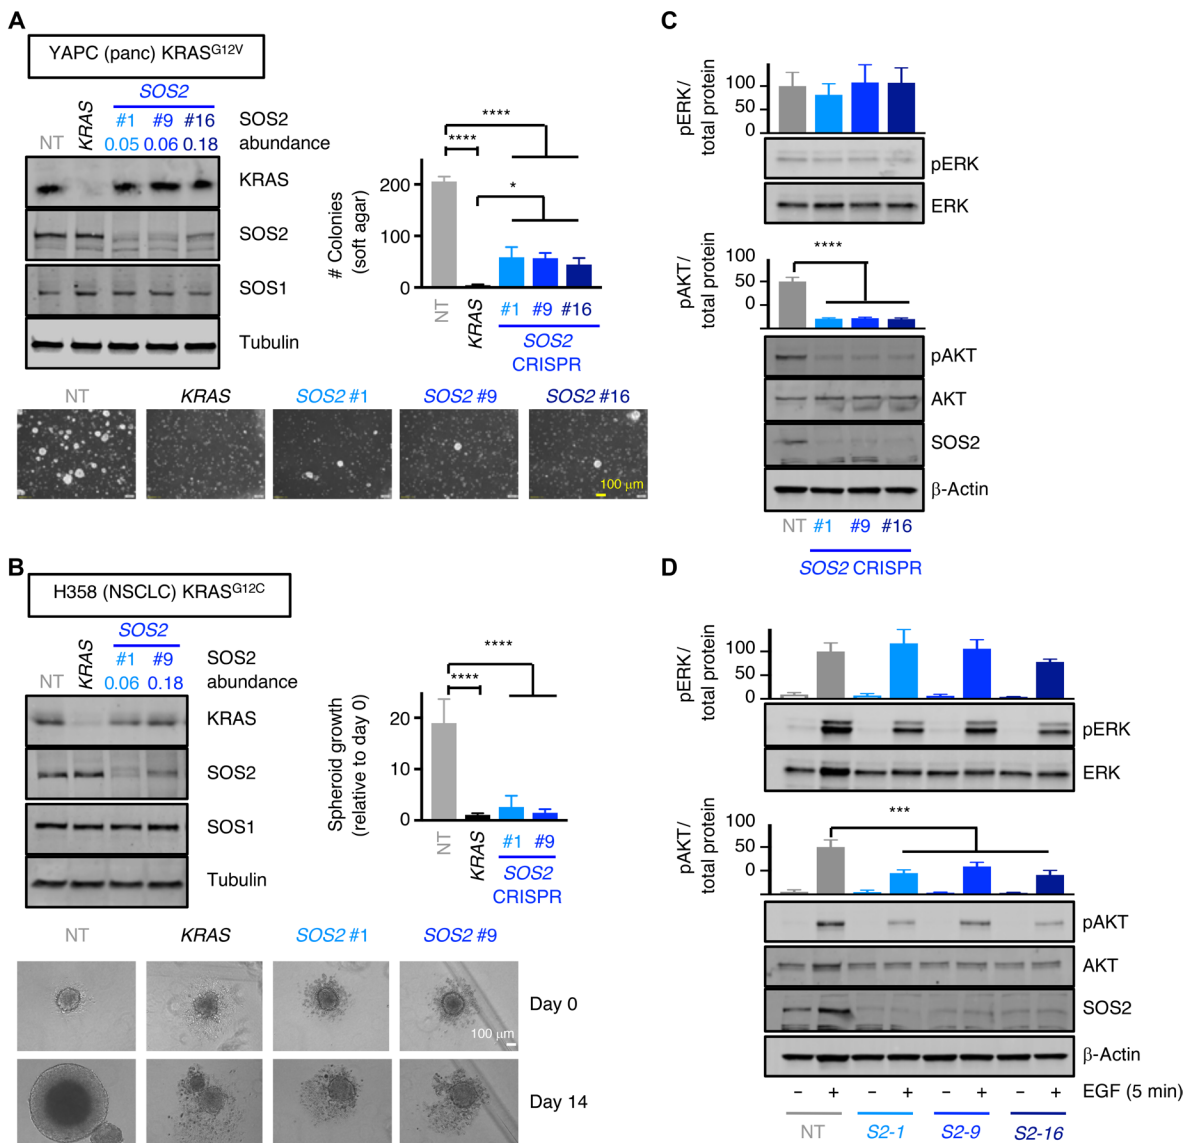 A
YAPC (panc) KRASG12V
SOS2
NT KRAS #1 #9 #16 SOS2
0.05 0.06 0.18 abundance
KRAS
SOS2
SOS1
Tubulin
# Colonies
(soft agar)
200
100
0
****
****
*
NT KRAS #1 #9 #16
SOS2
CRISPR
NT KRAS SOS2 #1 SOS2 #9 SOS2 #16
100 μm
B
H358 (NSCLC) KRASG12C
SOS2
NT KRAS #1 #9 SOS2
0.06 0.18 abundance
KRAS
SOS2
SOS1
Tubulin
Spheroid growth
(relative to day 0)
20
10
0
****
****
NT KRAS #1 #9
SOS2
CRISPR
NT KRAS SOS2 #1 SOS2 #9
Day 0
100 μm
Day 14
C
pERK/
total protein
100
50
0
pERK
ERK
pAKT/
total protein
100
50
0
****
pAKT
AKT
SOS2
β-Actin
NT #1 #9 #16
SOS2 CRISPR
D
pERK/
total protein
100
50
0
pERK
ERK
pAKT/
total protein
100
50
0
***
pAKT
AKT
SOS2
β-Actin
– + – + – + – + EGF (5 min)
NT S2-1 S2-9 S2-16